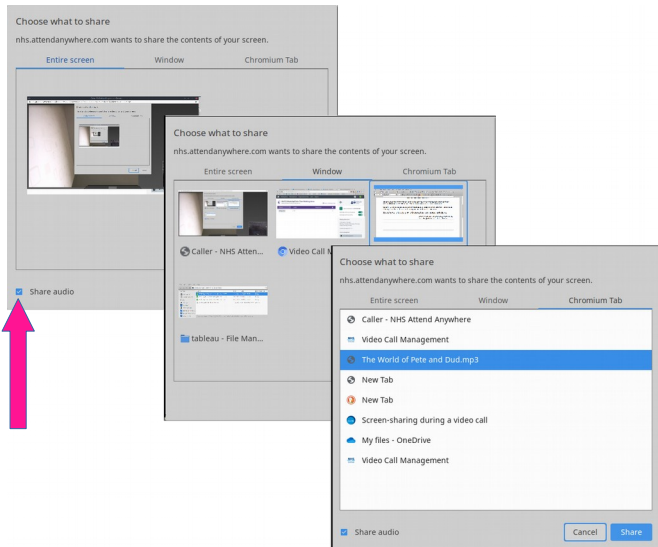 Choose what to share
nhs.attendanywhere.com wants to share the contents of your screen.
Entire screen Window Chromium Tab
Share audio
Choose what to share
nhs.attendanywhere.com wants to share the contents of your screen.
Entire screen Window Chromium Tab
Caller - NHS Atten... Video Call M
tableau - File Man...
Choose what to share
nhs.attendanywhere.com wants to share the contents of your screen.
Entire screen Window Chromium Tab
Caller - NHS Attend Anywhere
Video Call Management
The World of Pete and Dud.mp3
New Tab
New Tab
Screen-sharing during a video call
My files - OneDrive
Video Call Management
Share audio Cancel Share